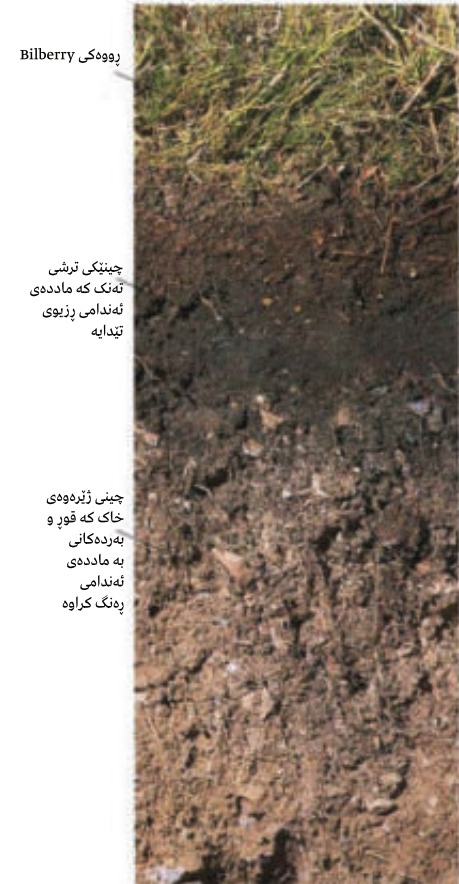 ڕووەکی Bilberry
چینێکی ترشی
تەنک کە ماددەی
ئەندامی ڕزیوی
تێدایە
چینی ژێرەوەی
خاک کە قوڕ و
بەردەکانی
بە ماددەی
ئەندامی
ڕەنگ کراوە